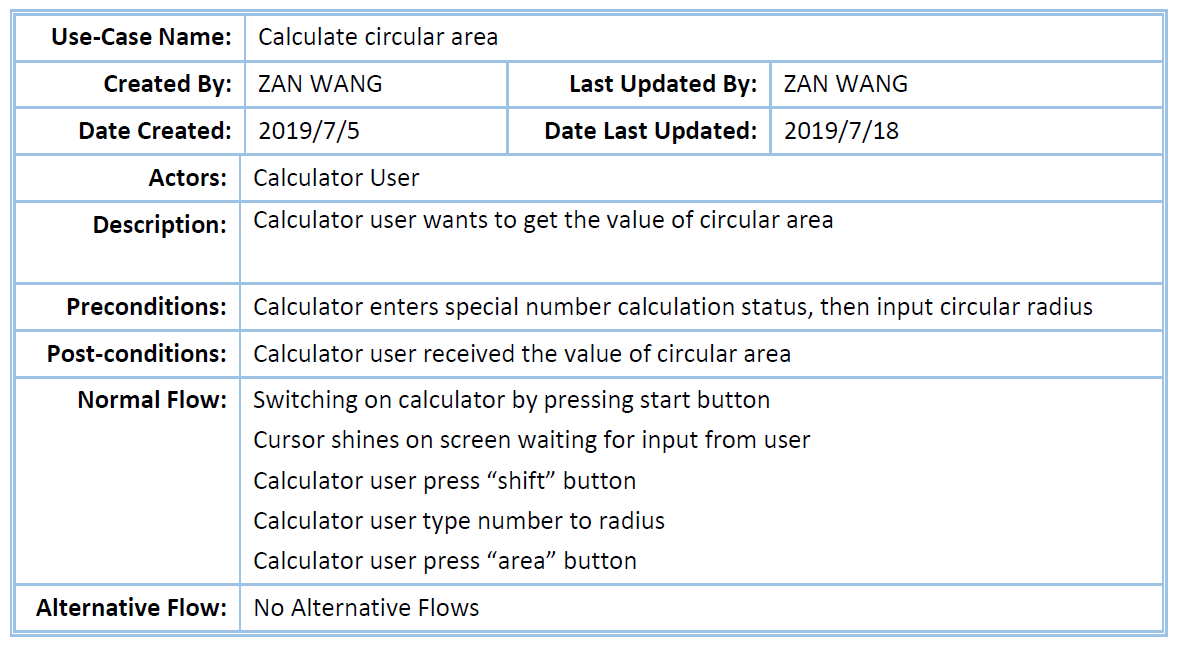 Use-Case Name: Calculate circular area
Created By: ZAN WANG Last Updated By: ZAN WANG
Date Created: 2019/7/5 Date Last Updated: 2019/7/18
Actors: Calculator User
Description: Calculator user wants to get the value of circular area
Preconditions: Calculator enters special number calculation status, then input circular radius
Post-conditions: Calculator user received the value of circular area
Normal Flow: Switching on calculator by pressing start button
Cursor shines on screen waiting for input from user
Calculator user press “shift” button
Calculator user type number to radius
Calculator user press “area” button
Alternative Flow: No Alternative Flows